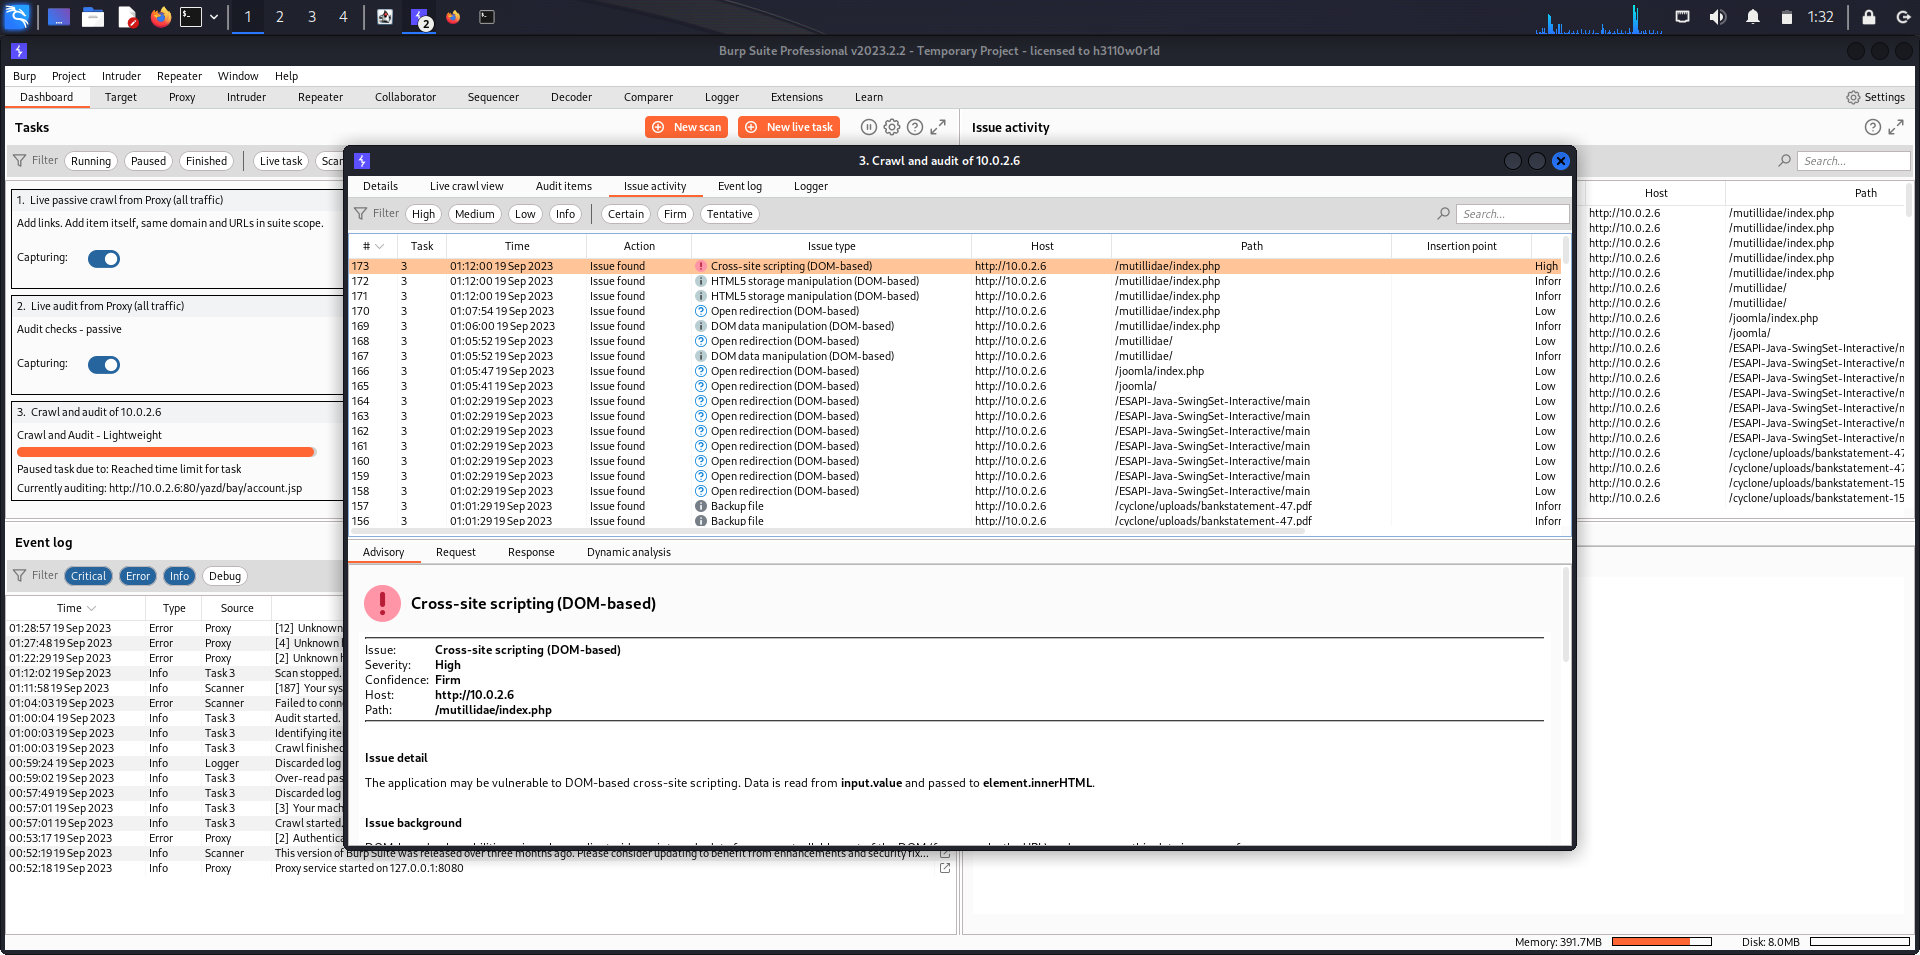 1 2 3 4 2 1:32
Burp Suite Professional v2023.2.2 - Temporary Project - licensed to h3110w0r1d
Burp Project Intruder Repeater Window Help
Dashboard Target Proxy Intruder Repeater Collaborator Sequencer Decoder Comparer Logger Extensions Learn Settings
Tasks New scan New live task
Filter Running Paused Finished Live task Scan
1. Live passive crawl from Proxy (all traffic)
Add links. Add item itself, same domain and URLs in suite scope.
Capturing:
2. Live audit from Proxy (all traffic)
Audit checks - passive
Capturing:
3. Crawl and audit of 10.0.2.6
Crawl and Audit - Lightweight
Paused task due to: Reached time limit for task
Currently auditing: http://10.0.2.6:80/yazd/bay/account.jsp
Event log
Filter Critical Error Info Debug
Time Type Source
01:28:57 19 Sep 2023 Error Proxy [12] Unknown
01:27:48 19 Sep 2023 Error Proxy [4] Unknown
01:22:29 19 Sep 2023 Error Proxy [2] Unknown
01:12:02 19 Sep 2023 Info Task 3 Scan stopped.
01:11:58 19 Sep 2023 Info Scanner [187] Your sys
01:04:03 19 Sep 2023 Error Scanner Failed to conn
01:00:04 19 Sep 2023 Info Task 3 Audit started.
01:00:03 19 Sep 2023 Info Task 3 Identifying ite
01:00:03 19 Sep 2023 Info Task 3 Crawl finished
00:59:24 19 Sep 2023 Info Logger Discarded log
00:59:02 19 Sep 2023 Info Task 3 Over-read pas
00:57:49 19 Sep 2023 Info Task 3 Discarded log
00:57:01 19 Sep 2023 Info Task 3 [3] Your mach
00:57:01 19 Sep 2023 Info Task 3 Crawl started.
00:53:17 19 Sep 2023 Error Proxy [2] Authentica
00:52:19 19 Sep 2023 Info Scanner This version of Burp Suite was released over three months ago. Please consider updating to benefit from enhancements and security fix...
00:52:18 19 Sep 2023 Info Proxy Proxy service started on 127.0.0.1:8080
3. Crawl and audit of 10.0.2.6
Details Live crawl view Audit items Issue activity Event log Logger
Filter High Medium Low Info Certain Firm Tentative Search...
# Task Time Action Issue type Host Path Insertion point
173 3 01:12:00 19 Sep 2023 Issue found Cross-site scripting (DOM-based) http://10.0.2.6 /mutillidae/index.php High
172 3 01:12:00 19 Sep 2023 Issue found HTML5 storage manipulation (DOM-based) http://10.0.2.6 /mutillidae/index.php Inforr
171 3 01:12:00 19 Sep 2023 Issue found HTML5 storage manipulation (DOM-based) http://10.0.2.6 /mutillidae/index.php Inforr
170 3 01:07:54 19 Sep 2023 Issue found Open redirection (DOM-based) http://10.0.2.6 /mutillidae/index.php Low
169 3 01:06:00 19 Sep 2023 Issue found DOM data manipulation (DOM-based) http://10.0.2.6 /mutillidae/index.php Inforr
168 3 01:05:52 19 Sep 2023 Issue found Open redirection (DOM-based) http://10.0.2.6 /mutillidae/ Low
167 3 01:05:52 19 Sep 2023 Issue found DOM data manipulation (DOM-based) http://10.0.2.6 /mutillidae/ Inforr
166 3 01:05:47 19 Sep 2023 Issue found Open redirection (DOM-based) http://10.0.2.6 /joomla/index.php Low
165 3 01:05:41 19 Sep 2023 Issue found Open redirection (DOM-based) http://10.0.2.6 /joomla/ Low
164 3 01:02:29 19 Sep 2023 Issue found Open redirection (DOM-based) http://10.0.2.6 /ESAPI-Java-SwingSet-Interactive/main Low
163 3 01:02:29 19 Sep 2023 Issue found Open redirection (DOM-based) http://10.0.2.6 /ESAPI-Java-SwingSet-Interactive/main Low
162 3 01:02:29 19 Sep 2023 Issue found Open redirection (DOM-based) http://10.0.2.6 /ESAPI-Java-SwingSet-Interactive/main Low
161 3 01:02:29 19 Sep 2023 Issue found Open redirection (DOM-based) http://10.0.2.6 /ESAPI-Java-SwingSet-Interactive/main Low
160 3 01:02:29 19 Sep 2023 Issue found Open redirection (DOM-based) http://10.0.2.6 /ESAPI-Java-SwingSet-Interactive/main Low
159 3 01:02:29 19 Sep 2023 Issue found Open redirection (DOM-based) http://10.0.2.6 /ESAPI-Java-SwingSet-Interactive/main Low
158 3 01:02:29 19 Sep 2023 Issue found Open redirection (DOM-based) http://10.0.2.6 /ESAPI-Java-SwingSet-Interactive/main Low
157 3 01:01:29 19 Sep 2023 Issue found Backup file http://10.0.2.6 /cyclone/uploads/bankstatement-47.pdf Inforr
156 3 01:01:29 19 Sep 2023 Issue found Backup file http://10.0.2.6 /cyclone/uploads/bankstatement-47.pdf Inforr
Advisory Request Response Dynamic analysis
Cross-site scripting (DOM-based)
Issue: Cross-site scripting (DOM-based)
Severity: High
Confidence: Firm
Host: http://10.0.2.6
Path: /mutillidae/index.php
Issue detail
The application may be vulnerable to DOM-based cross-site scripting. Data is read from input.value and passed to element.innerHTML.
Issue background
Issue activity
Search...
Host Path
http://10.0.2.6 /mutillidae/index.php
http://10.0.2.6 /mutillidae/index.php
http://10.0.2.6 /mutillidae/index.php
http://10.0.2.6 /mutillidae/index.php
http://10.0.2.6 /mutillidae/index.php
http://10.0.2.6 /mutillidae/
http://10.0.2.6 /mutillidae/
http://10.0.2.6 /joomla/index.php
http://10.0.2.6 /joomla/
http://10.0.2.6 /ESAPI-Java-SwingSet-Interactive/n
http://10.0.2.6 /ESAPI-Java-SwingSet-Interactive/n
http://10.0.2.6 /ESAPI-Java-SwingSet-Interactive/n
http://10.0.2.6 /ESAPI-Java-SwingSet-Interactive/n
http://10.0.2.6 /ESAPI-Java-SwingSet-Interactive/n
http://10.0.2.6 /ESAPI-Java-SwingSet-Interactive/n
http://10.0.2.6 /ESAPI-Java-SwingSet-Interactive/n
http://10.0.2.6 /cyclone/uploads/bankstatement-47
http://10.0.2.6 /cyclone/uploads/bankstatement-47
http://10.0.2.6 /cyclone/uploads/bankstatement-15
http://10.0.2.6 /cyclone/uploads/bankstatement-15
Memory: 391.7MB Disk: 8.0MB